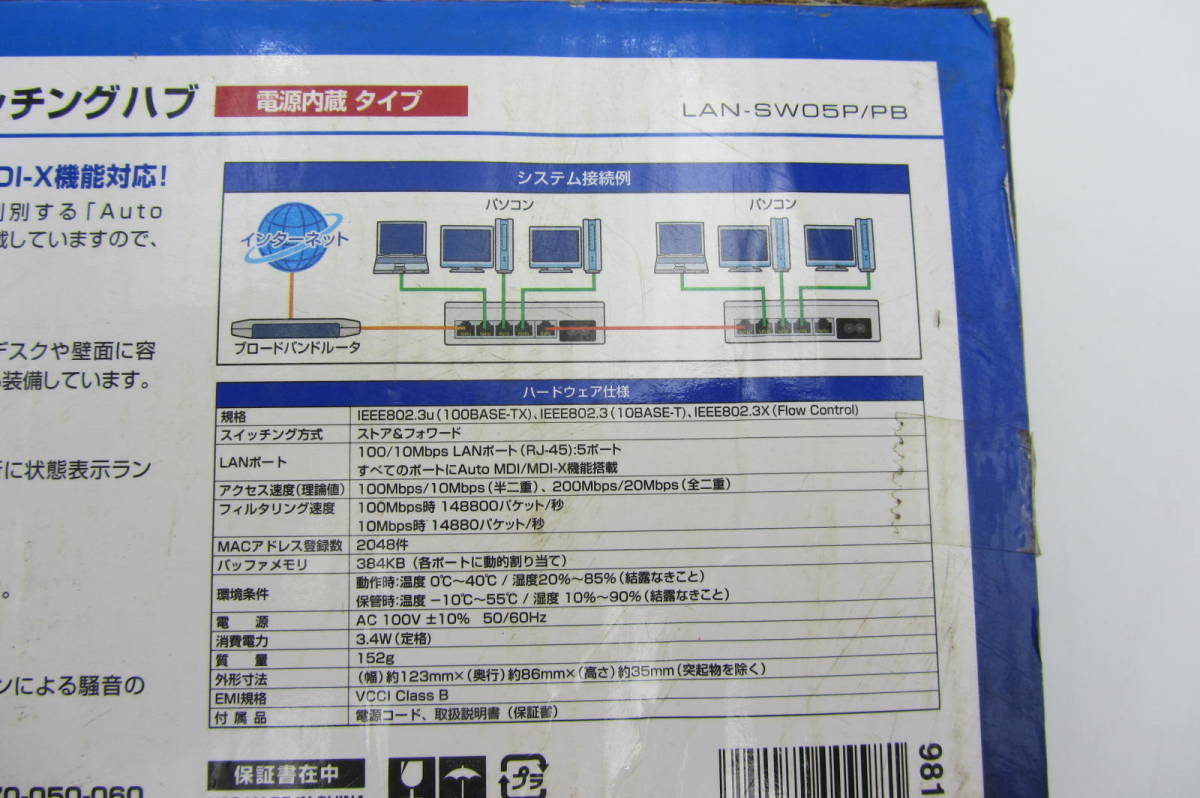 ッチングハブ 電源内蔵 タイプ LAN-SW05P/PB
DI-X機能対応!
別する「Auto
載していますので、
デスクや壁面に容
装備しています。
に状態表示ラン
。
ンによる騒音の
システム接続例
パソコン パソコン
インターネット
ブロードバンドルータ
ハードウェア仕様
規格 IEEE802.3u(100BASE-TX)、IEEE802.3(10BASE-T)、IEEE802.3X(Flow Control)
スイッチング方式 ストア&フォワード
LANポート 100/10Mbps LANポート(RJ-45):5ポート
すべてのポートにAuto MDI/MDI-X機能搭載
アクセス速度(理論値) 100Mbps/10Mbps(半二重)、200Mbps/20Mbps(全二重)
フィルタリング速度 100Mbps時 148800パケット/秒
10Mbps時 14880パケット/秒
MACアドレス登録数 2048件
バッファメモリ 384KB(各ポートに動的割り当て)
環境条件 動作時:温度 0℃~40℃ / 湿度20%~85%(結露なきこと)
保管時:温度 -10℃~55℃ / 湿度 10%~90%(結露なきこと)
電 源 AC 100V ±10% 50/60Hz
消費電力 3.4W(定格)
質 量 152g
外形寸法 (幅)約123mm×(奥行)約86mm×(高さ)約35mm(突起物を除く)
EMI規格 VCCI Class B
付属品 電源コード、取扱説明書(保証書)
保証書在中
プラ
981
0-050-060